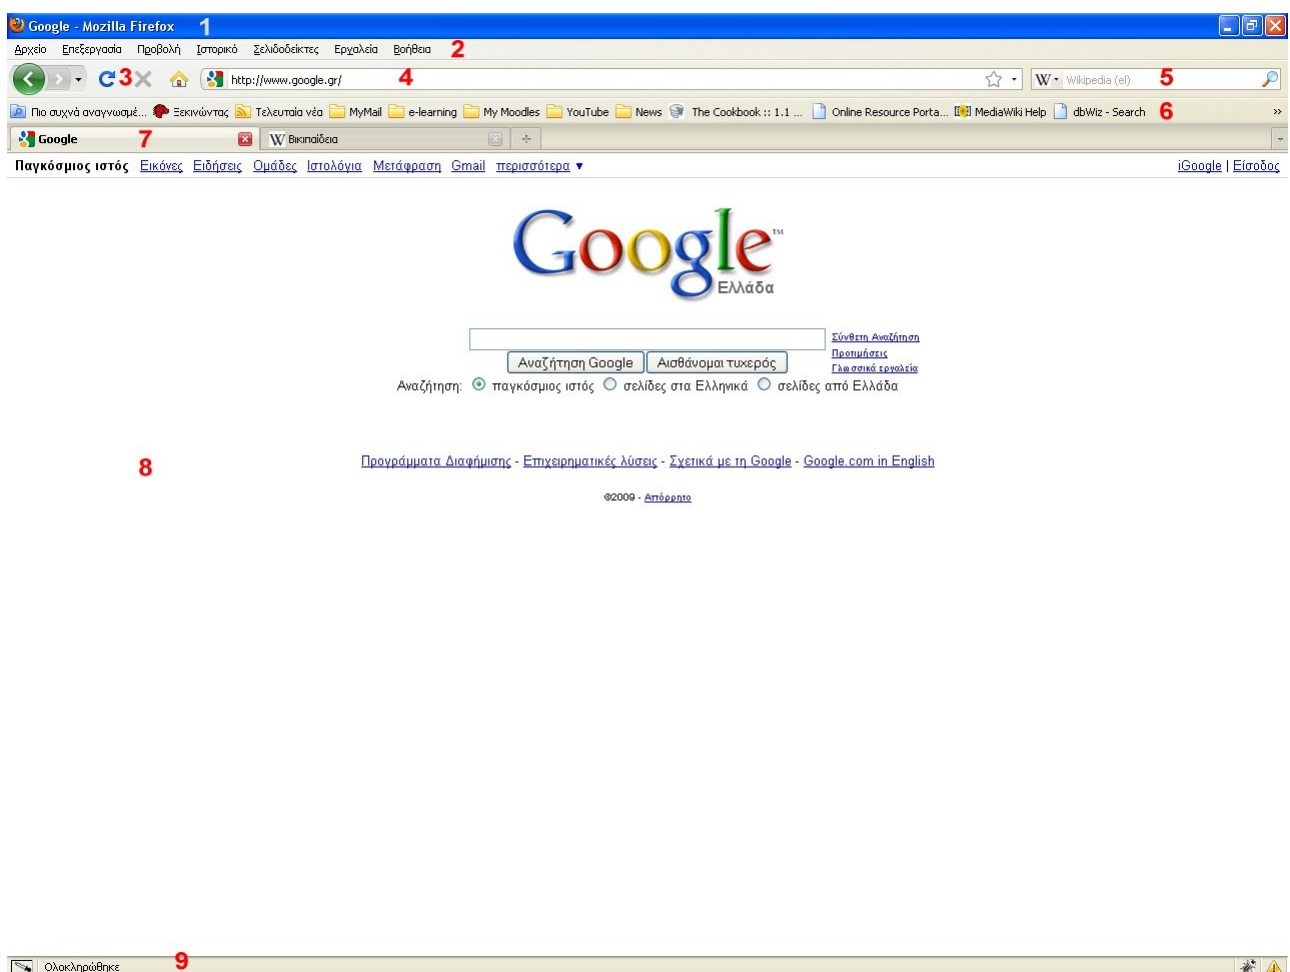 Google - Mozilla Firefox 1
Αρχείο Επεξεργασία Προβολή Ιστορικό Σελιδοδείκτες Εργαλεία Βοήθεια 2
3 http://www.google.gr/ 4 W Wikipedia (el) 5
Πιο συχνά αναγνωσμέ... Ξεκινώντας Τελευταία νέα MyMail e-learning My Moodles YouTube News The Cookbook :: 1.1 ... Online Resource Porta... MediaWiki Help dbWiz - Search 6 »
Google 7 W Βικιπαίδεια
Παγκόσμιος ιστός Εικόνες Ειδήσεις Ομάδες Ιστολόγια Μετάφραση Gmail περισσότερα ▼ iGoogle | Είσοδος
Google™
Ελλάδα
Σύνθετη Αναζήτηση
Προτιμήσεις
Γλωσσικά εργαλεία
Αναζήτηση Google Αισθάνομαι τυχερός
Αναζήτηση: παγκόσμιος ιστός σελίδες στα Ελληνικά σελίδες από Ελλάδα
8 Προγράμματα Διαφήμισης - Επιχειρηματικές λύσεις - Σχετικά με τη Google - Google.com in English
©2009 - Απόρρητο
Ολοκληρώθηκε 9